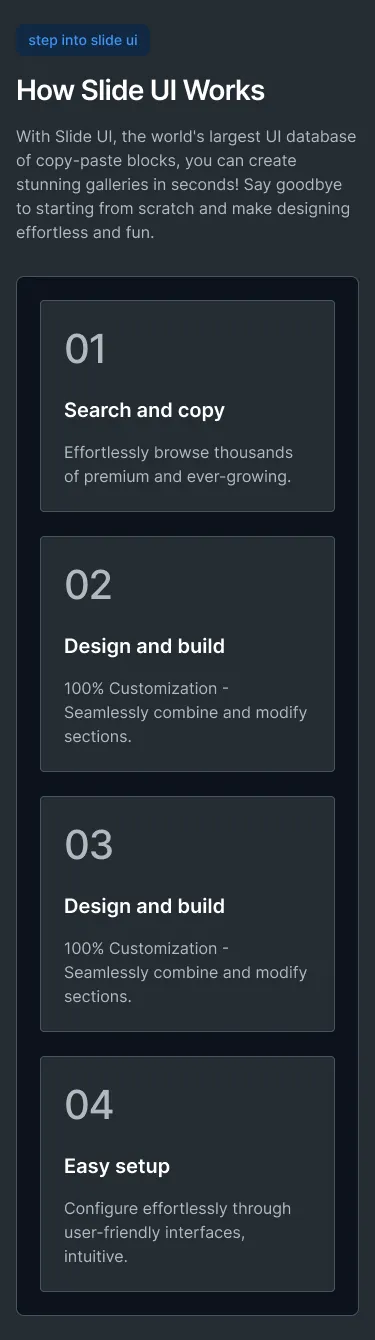 step into slide ui
How Slide UI Works
With Slide UI, the world's largest UI database
of copy-paste blocks, you can create
stunning galleries in seconds! Say goodbye
to starting from scratch and make designing
effortless and fun.
01
Search and copy
Effortlessly browse thousands
of premium and ever-growing.
02
Design and build
100% Customization -
Seamlessly combine and modify
sections.
03
Design and build
100% Customization -
Seamlessly combine and modify
sections.
04
Easy setup
Configure effortlessly through
user-friendly interfaces,
intuitive.